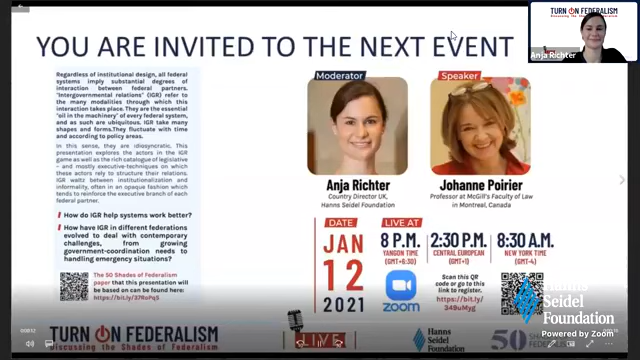 TURN ON FEDERALISM
Discussing the Shades of Federalism
Anja Richter
YOU ARE INVITED TO THE NEXT EVENT
Regardless of institutional design, all federal
systems imply substantial degrees of
interaction between federal partners.
'Intergovernmental relations' (IGR) refer to
the many modalities through which this
interaction takes place. They are the essential
'oil in the machinery' of every federal system,
and as such are ubiquitous. IGR take many
shapes and forms. They fluctuate with time
and according to policy areas.
In this sense, they are idiosyncratic. This
presentation explores the actors in the IGR
game as well as the rich catalogue of legislative
- and mostly executive-techniques on which
these actors rely to structure their relations.
IGR waltz between institutionalization and
informality, often in an opaque fashion which
tends to reinforce the executive branch of each
federal partner.
How do IGR help systems work better?
How have IGR in different federations
evolved to deal with contemporary
challenges, from growing
government-coordination needs to
handling emergency situations?
The 50 Shades of Federalism
paper that this presentation will
be based on can be found here:
Moderator
Anja Richter
Country Director UK,
Hanns Seidel Foundation
Speaker
Johanne Poirier
Professor at McGill's Faculty of Law
in Montreal, Canada
DATE
JAN
12
2021
LIVE AT
8 P.M.
YANGON TIME
(GMT+6:30)
2:30 P.M.
CENTRAL EUROPEAN
(GMT+1)
8:30 A.M.
NEW YORK TIME
(GMT-4)
zoom
Scan this QR
code or go to this
link to register.
https://bit.ly/
349uMyg
TURN ON FEDERALISM
Discussing the Shades of Federalism
LIVE
Hanns
Seidel
Foundation
50
Hanns
Seidel
Foundation
Powered by Zoom